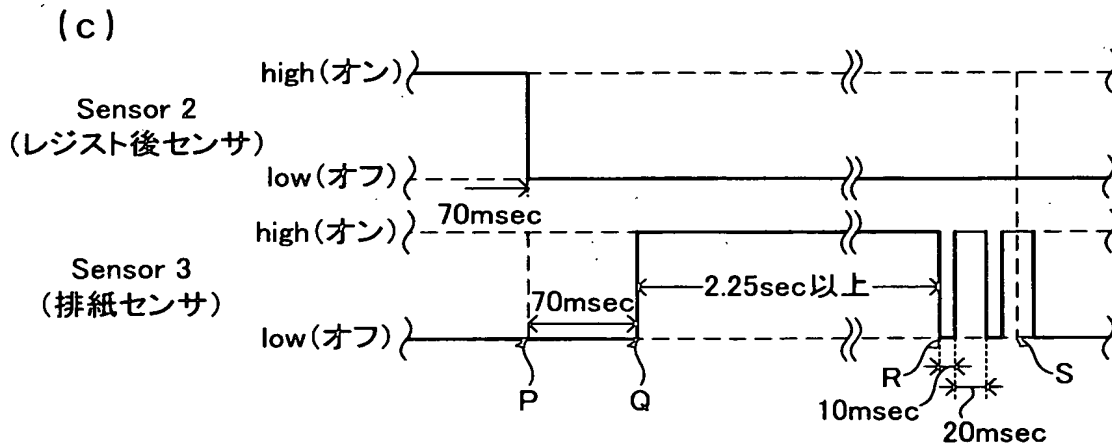 (c)
high(オン)
Sensor 2
(レジスト後センサ)
low(オフ)
70msec
high(オン)
Sensor 3
(排紙センサ)
70msec
2.25sec以上
low(オフ)
P
Q
R
S
10msec
20msec